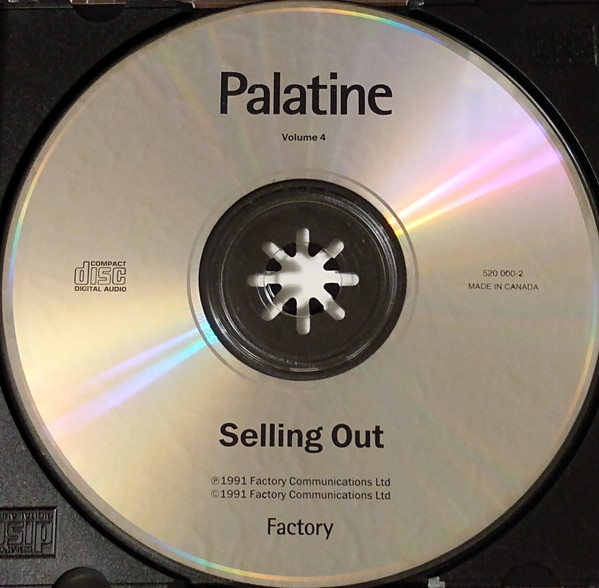 Palatine
Volume 4
COMPACT
disc
DIGITAL AUDIO
520 000-2
MADE IN CANADA
Selling Out
℗1991 Factory Communications Ltd
©1991 Factory Communications Ltd
Factory